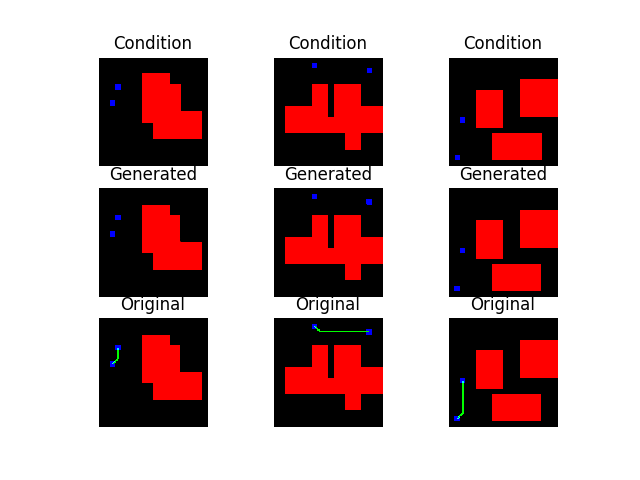 Condition Condition Condition
Generated Generated Generated
Original Original Original